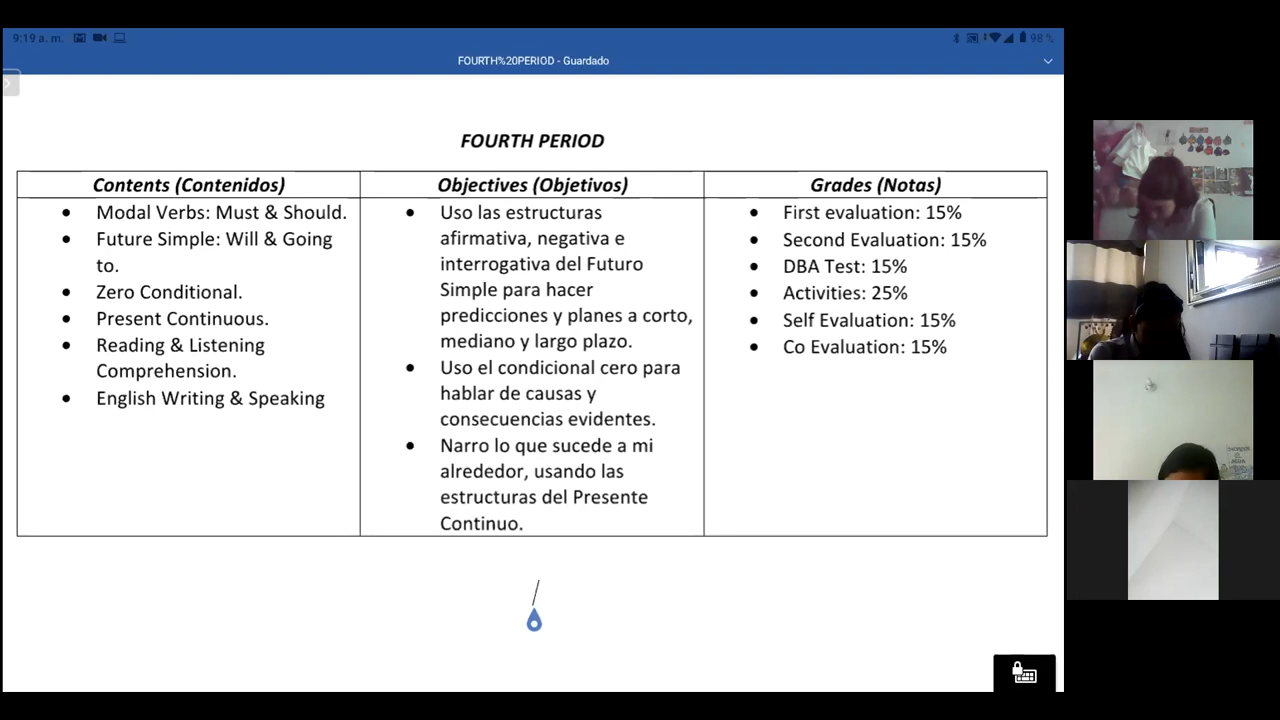 9:19 a. m.
98 %
FOURTH%20PERIOD - Guardado
FOURTH PERIOD
Contents (Contenidos)
Modal Verbs: Must & Should.
Future Simple: Will & Going
to.
Zero Conditional.
Present Continuous.
Reading & Listening
Comprehension.
English Writing & Speaking
Objectives (Objetivos)
Uso las estructuras
afirmativa, negativa e
interrogativa del Futuro
Simple para hacer
predicciones y planes a corto,
mediano y largo plazo.
Uso el condicional cero para
hablar de causas y
consecuencias evidentes.
Narro lo que sucede a mi
alrededor, usando las
estructuras del Presente
Continuo.
Grades (Notas)
First evaluation: 15%
Second Evaluation: 15%
DBA Test: 15%
Activities: 25%
Self Evaluation: 15%
Co Evaluation: 15%